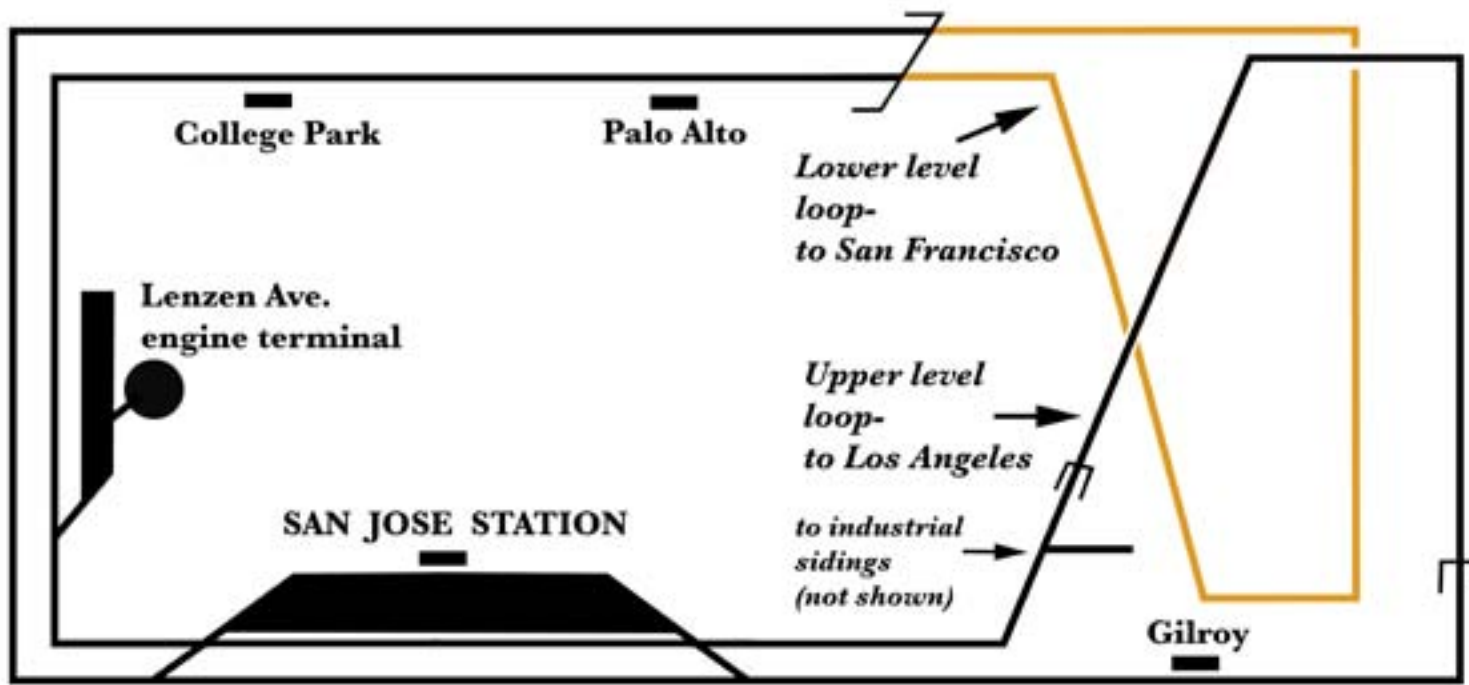 College Park
Palo Alto
Lower level
loop-
to San Francisco
Lenzen Ave.
engine terminal
Upper level
loop-
to Los Angeles
SAN JOSE STATION
to industrial
sidings
(not shown)
Gilroy